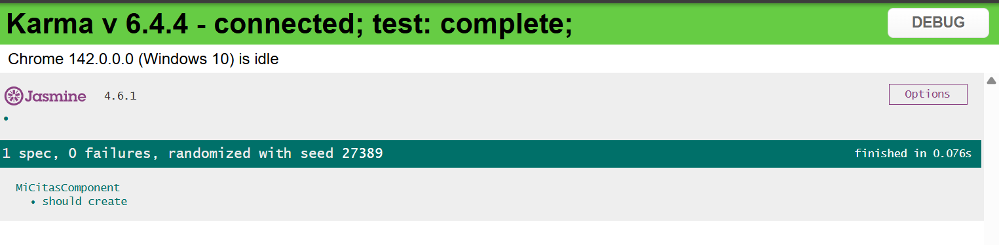 Karma v 6.4.4 - connected; test: complete;
DEBUG
Chrome 142.0.0.0 (Windows 10) is idle
Jasmine 4.6.1
Options
•
1 spec, 0 failures, randomized with seed 27389
finished in 0.076s
MiCitasComponent
• should create